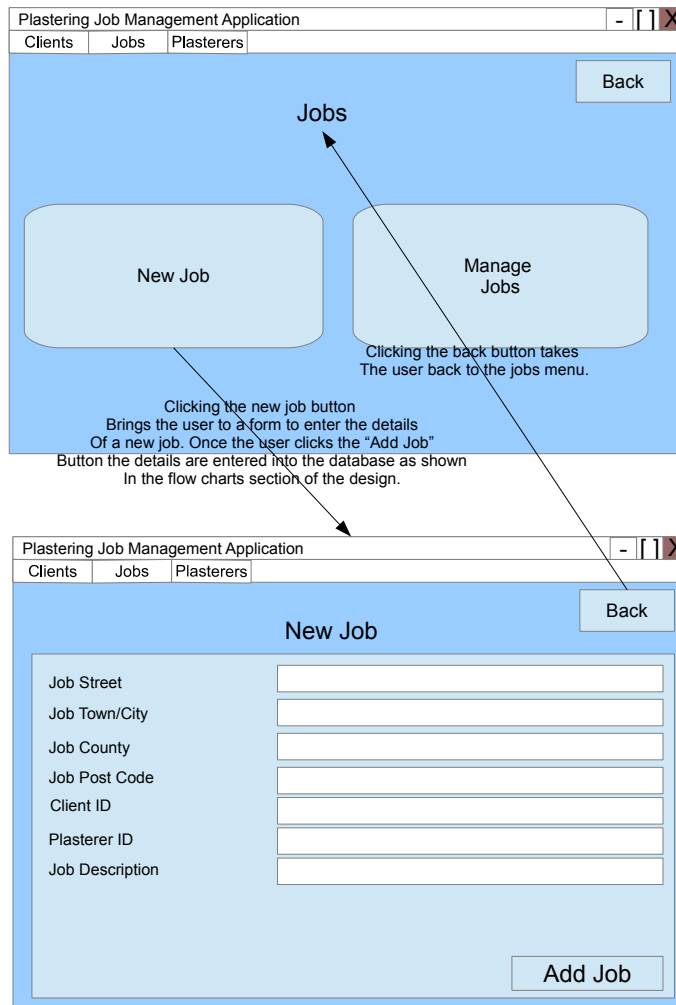 Plastering Job Management Application
- [ ] X
Clients Jobs Plasterers
Back
Jobs
New Job
Manage
Jobs
Clicking the back button takes
The user back to the jobs menu.
Clicking the new job button
Brings the user to a form to enter the details
Of a new job. Once the user clicks the “Add Job”
Button the details are entered into the database as shown
In the flow charts section of the design.
Plastering Job Management Application
- [ ] X
Clients Jobs Plasterers
Back
New Job
Job Street
Job Town/City
Job County
Job Post Code
Client ID
Plasterer ID
Job Description
Add Job